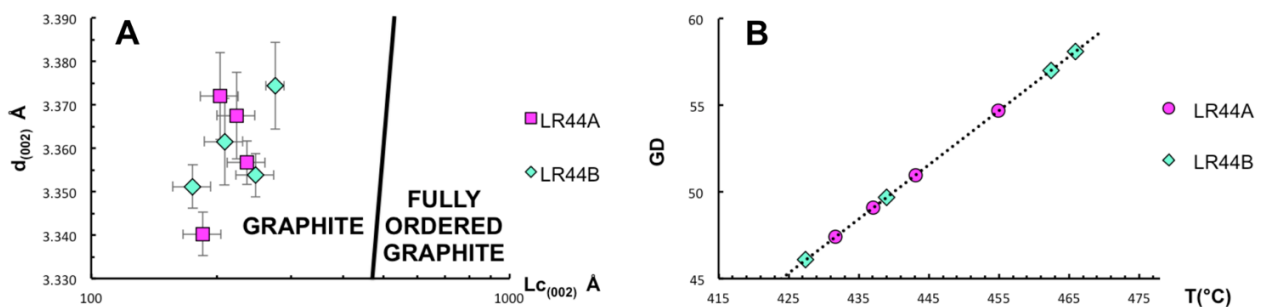 A
3.390
3.380
3.370
3.360
3.350
3.340
3.330
d(002) Å
100
1000
Lc(002) Å
GRAPHITE
FULLY
ORDERED
GRAPHITE
LR44A
LR44B
B
60
55
50
45
GD
415 425 435 445 455 465 475
T(°C)
LR44A
LR44B